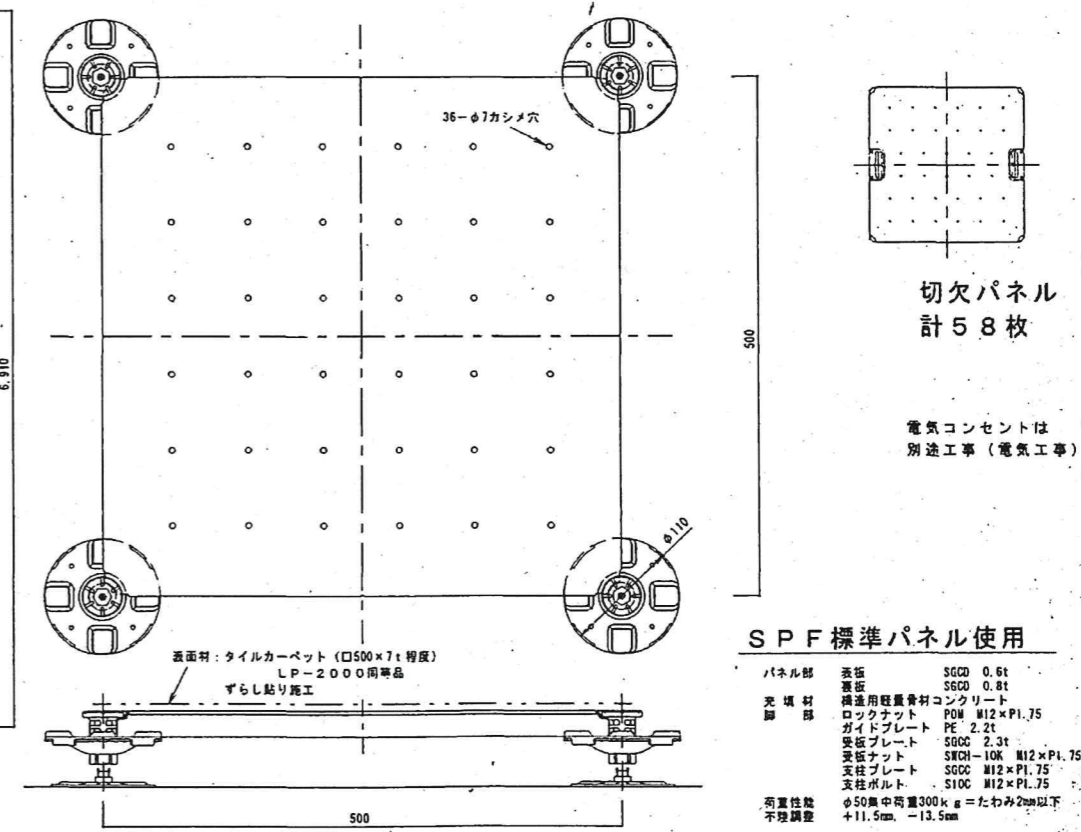 36-φ7カシメ穴
6,910
500
φ110
500
切欠パネル
計58枚
電気コンセントは
別途工事(電気工事)
表面材:タイルカーペット(口500×7t程度)
LP-2000同等品
ずらし貼り施工
SPF標準パネル使用
パネル部 表板 SGCD 0.6t
裏板 SGCD 0.8t
充填材 構造用軽量骨材コンクリート
脚部 ロックナット POM M12×P1.75
ガイドプレート PE 2.2t
受板プレート SGCC 2.3t
受板ナット SWCH-10K M12×P1.75
支柱プレート SGCC M12×P1.75
支柱ボルト S10C M12×P1.75
荷重性能 φ50集中荷重300kg=たわみ2mm以下
不陸調整 +11.5mm, -13.5mm